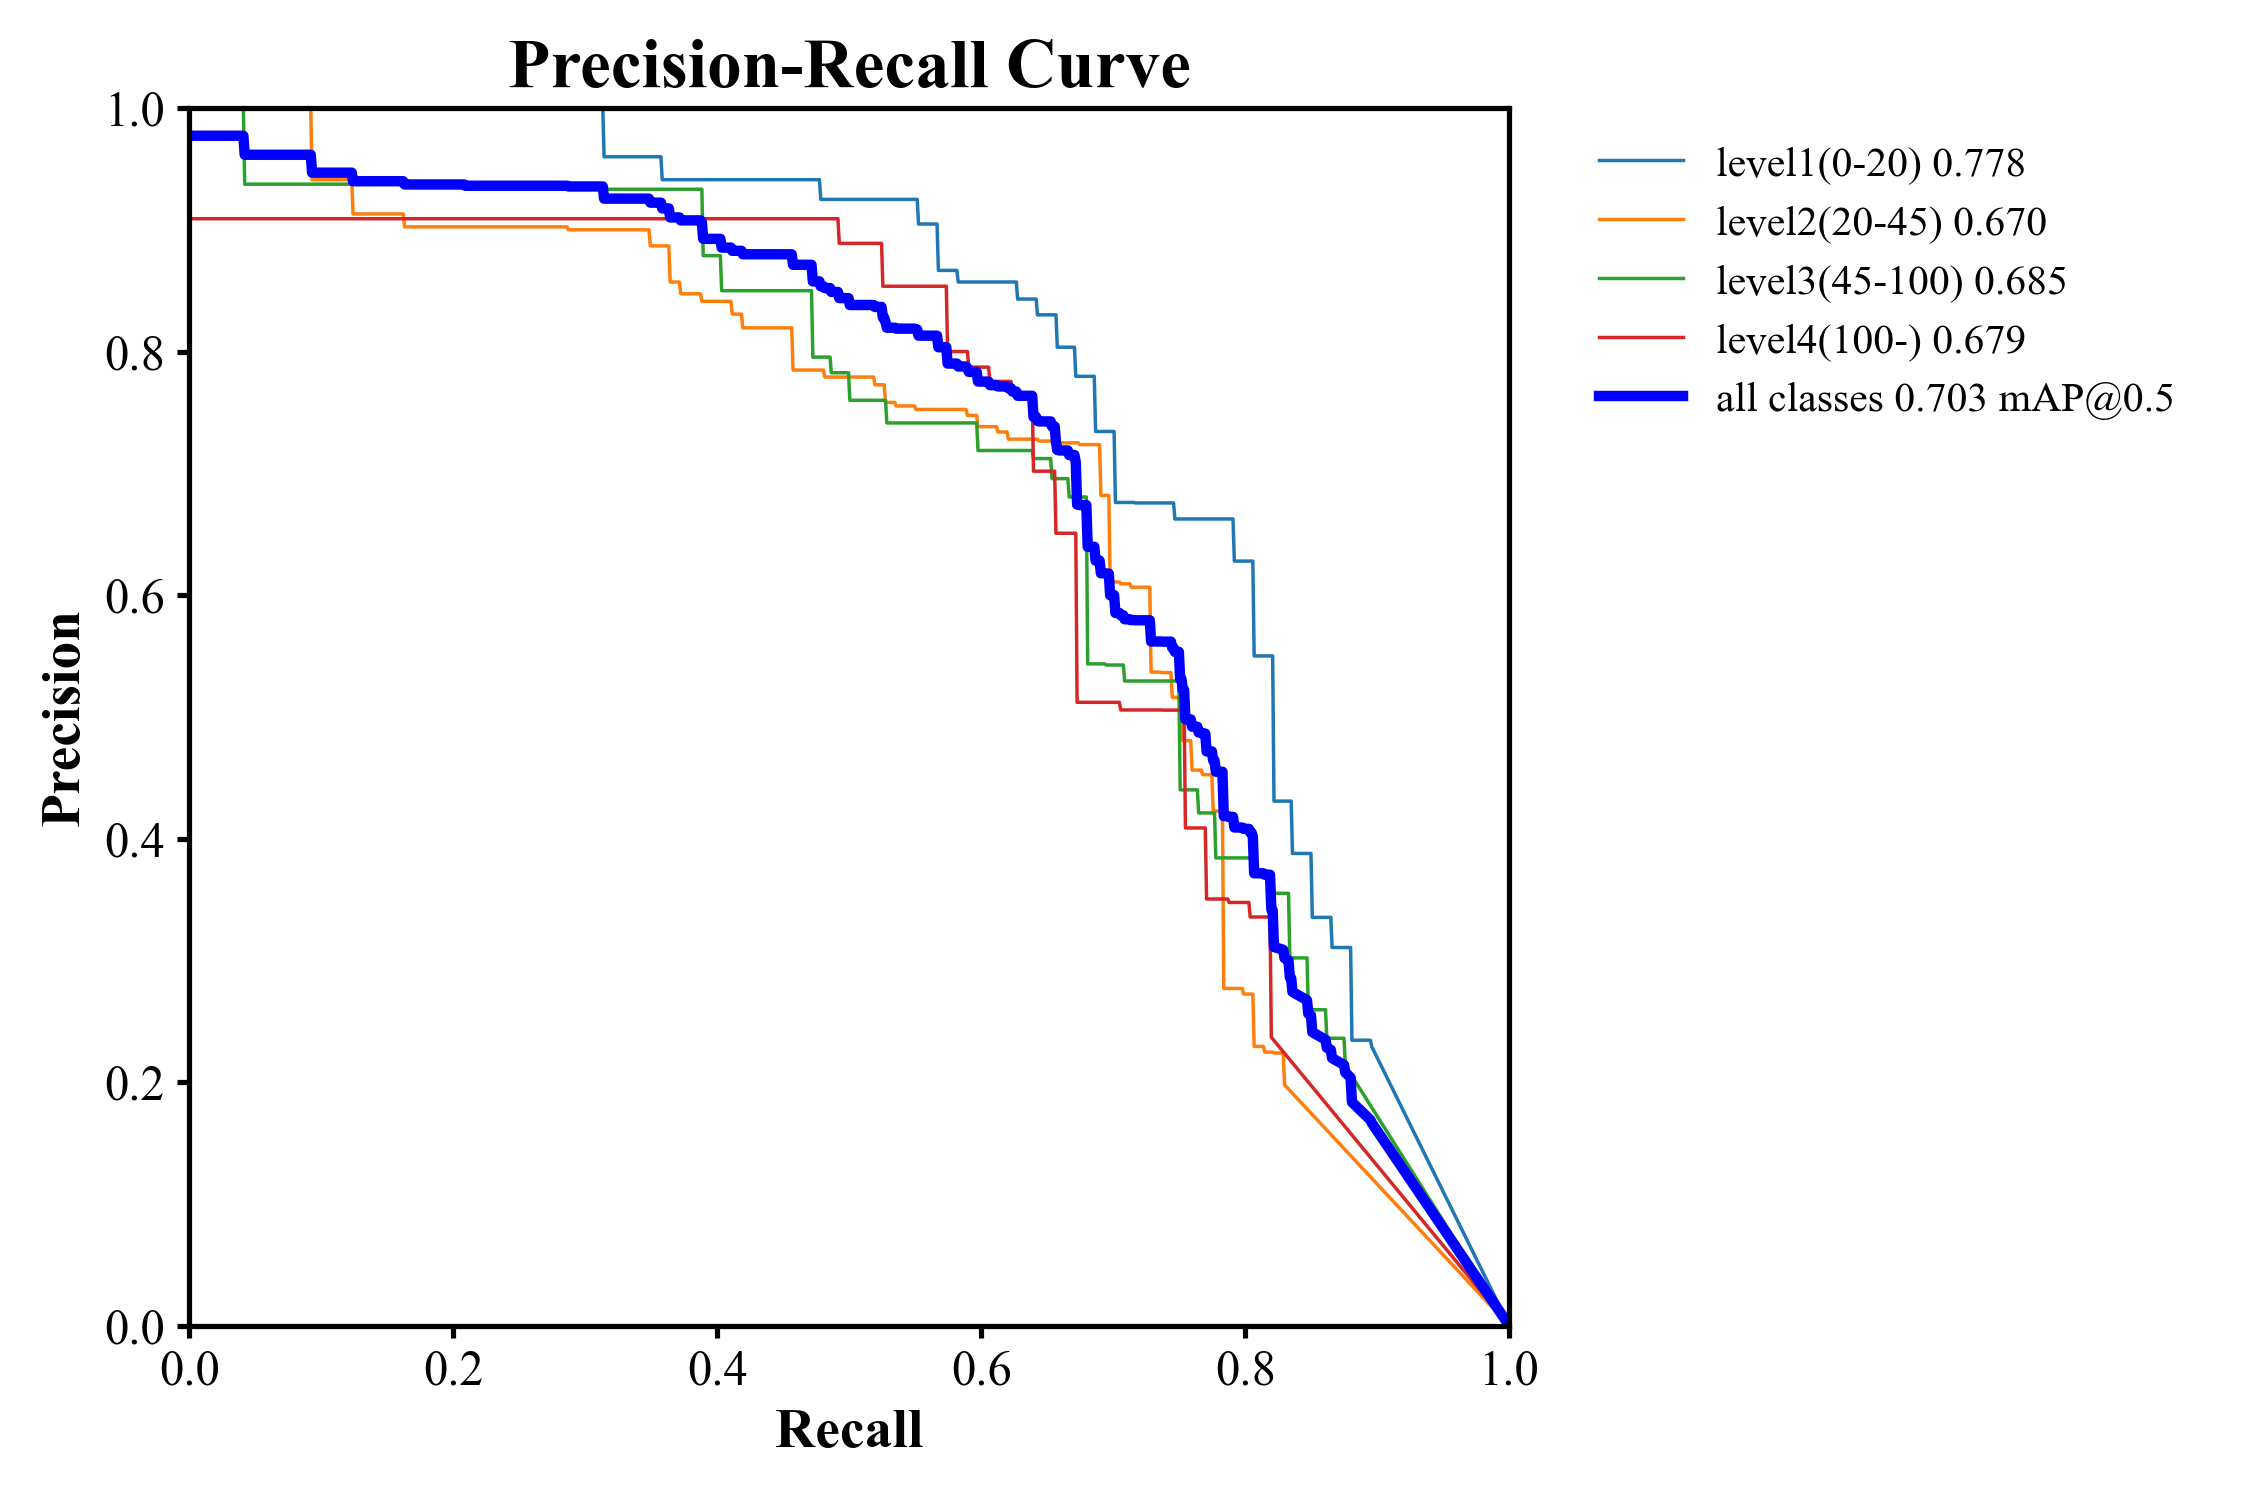 Precision-Recall Curve
1.0
0.8
0.6
0.4
0.2
0.0
Precision
0.0 0.2 0.4 0.6 0.8 1.0
Recall
level1(0-20) 0.778
level2(20-45) 0.670
level3(45-100) 0.685
level4(100-) 0.679
all classes 0.703 mAP@0.5